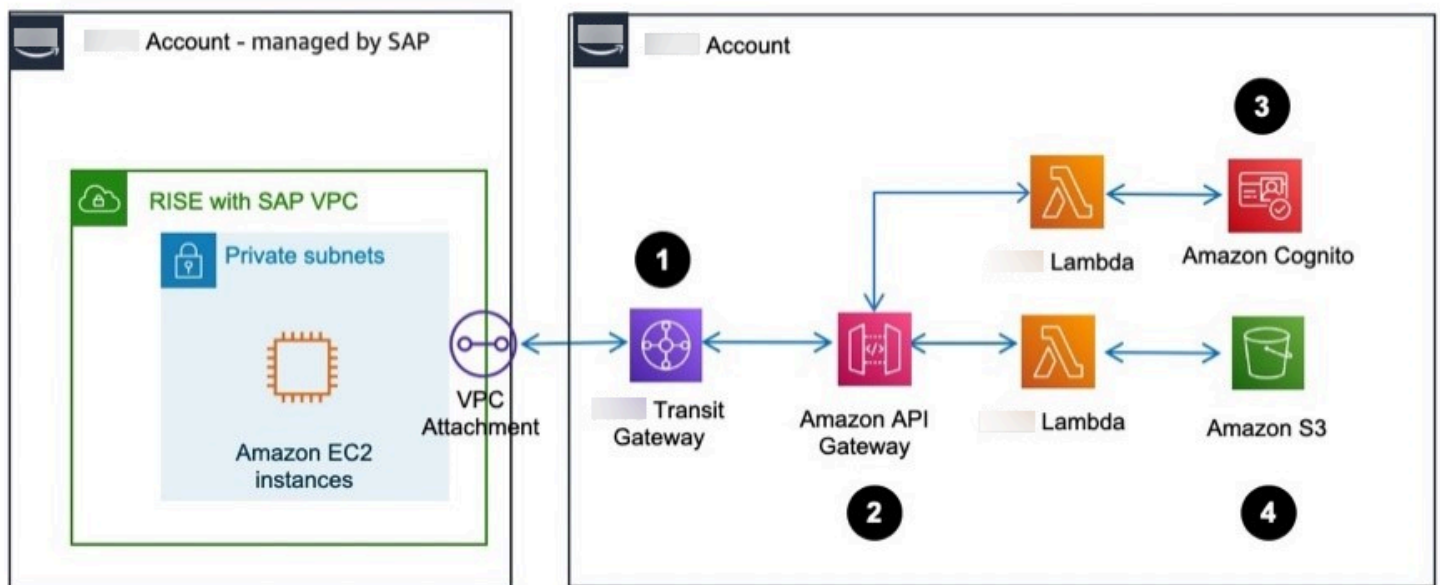 Account - managed by SAP
Account
3
RISE with SAP VPC
Private subnets
1
Lambda
Amazon Cognito
VPC
Attachment
Transit
Gateway
Amazon API
Gateway
Lambda
Amazon S3
Amazon EC2
instances
2
4